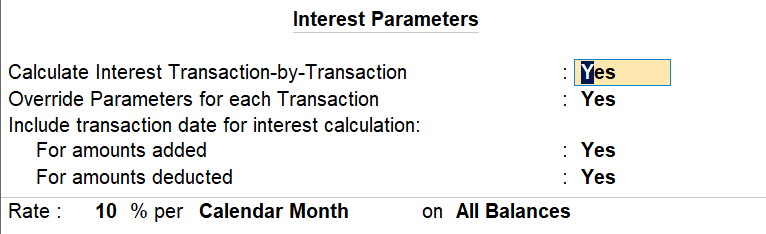 Interest Parameters
Calculate Interest Transaction-by-Transaction : Yes
Override Parameters for each Transaction : Yes
Include transaction date for interest calculation:
For amounts added : Yes
For amounts deducted : Yes
Rate : 10 % per Calendar Month on All Balances